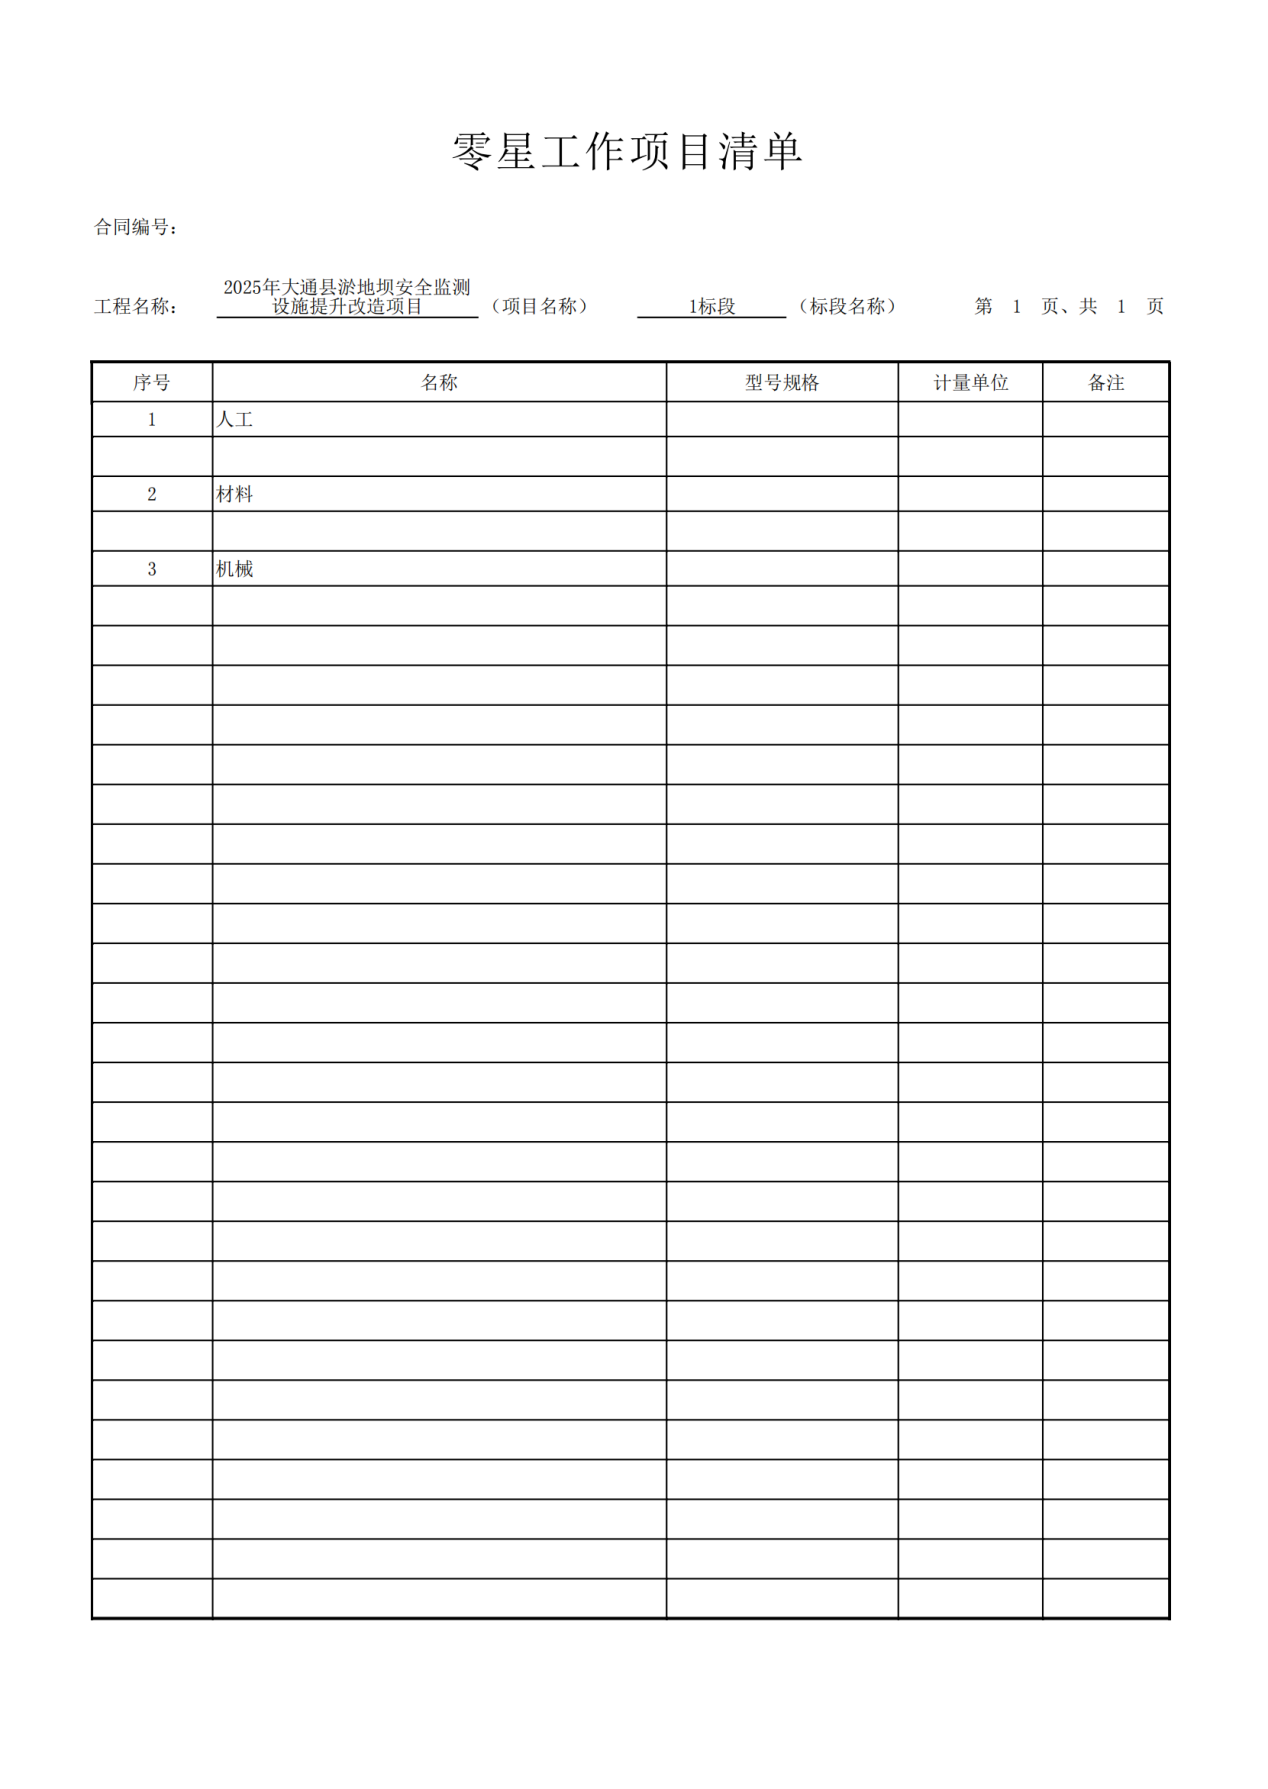 零星工作项目清单
合同编号：
2025年大通县淤地坝安全监测
工程名称： 设施提升改造项目 （项目名称） 1标段 （标段名称） 第 1 页、共 1 页
序号 名称 型号规格 计量单位 备注
1 人工
2 材料
3 机械